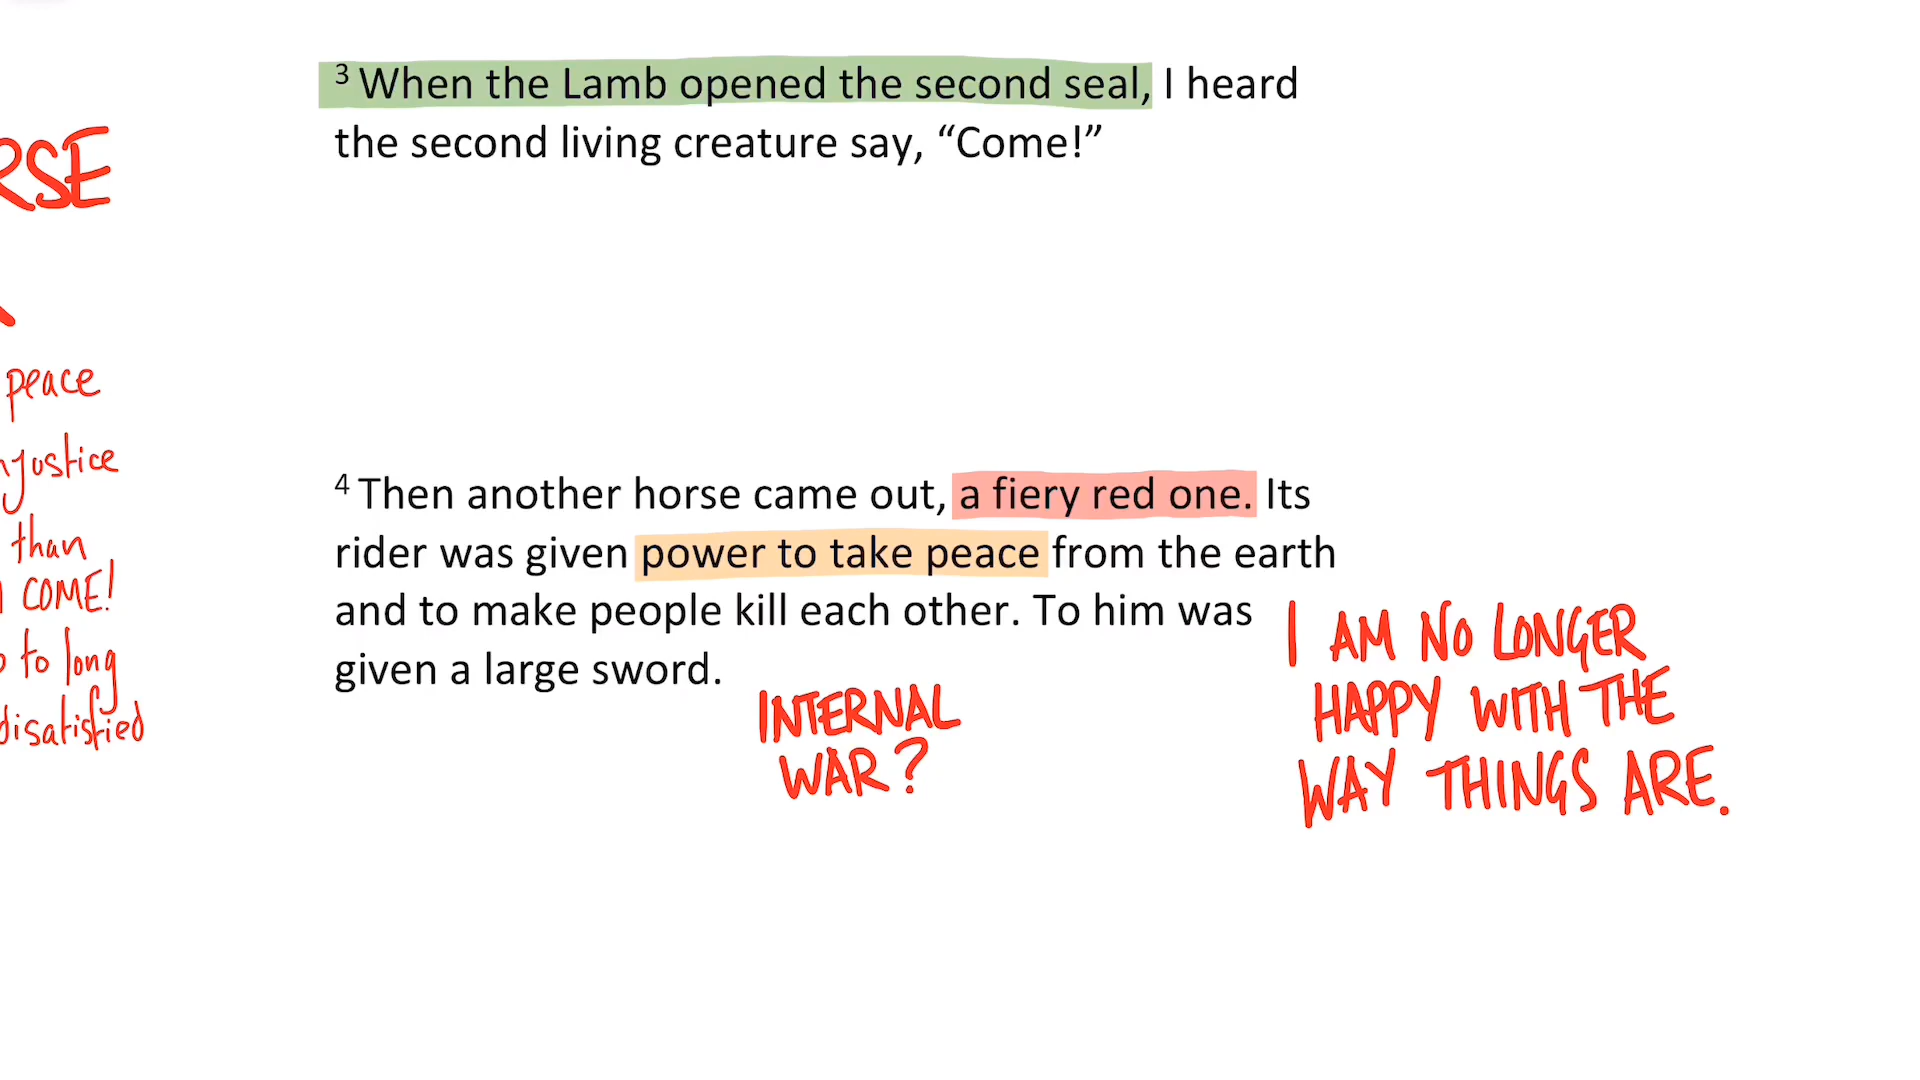 ³ When the Lamb opened the second seal, I heard
the second living creature say, “Come!”
⁴ Then another horse came out, a fiery red one. Its
rider was given power to take peace from the earth
and to make people kill each other. To him was
given a large sword.
INTERNAL
WAR?
I AM NO LONGER
HAPPY WITH THE
WAY THINGS ARE.
peace
than
COME!
to long
disatisfied